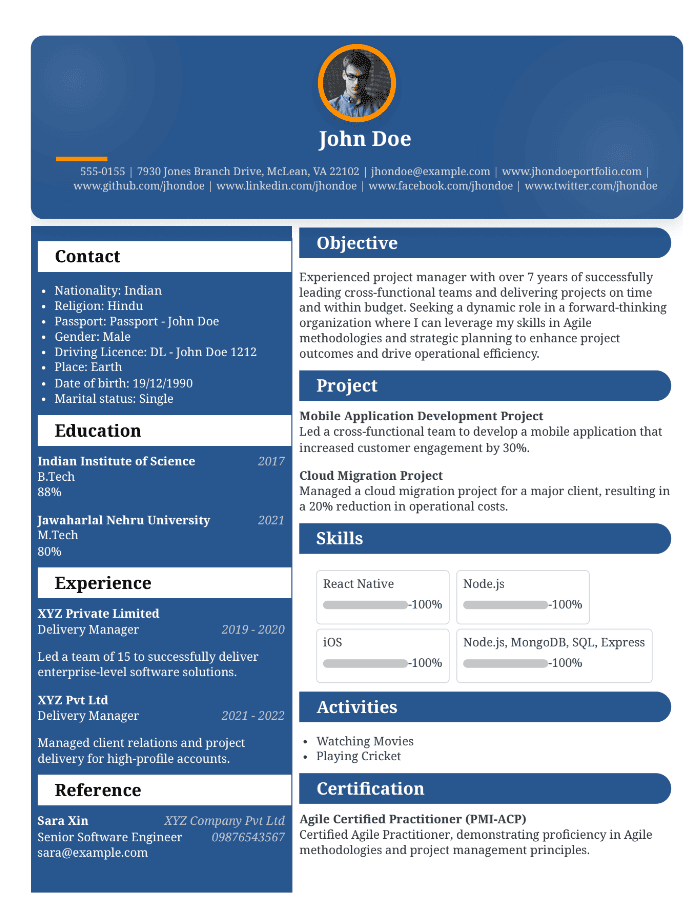 John Doe
555-0155 | 7930 Jones Branch Drive, McLean, VA 22102 | jhondoe@example.com | www.jhondoeportfolio.com |
www.github.com/jhondoe | www.linkedin.com/jhondoe | www.facebook.com/jhondoe | www.twitter.com/jhondoe
Contact
• Nationality: Indian
• Religion: Hindu
• Passport: Passport - John Doe
• Gender: Male
• Driving Licence: DL - John Doe 1212
• Place: Earth
• Date of birth: 19/12/1990
• Marital status: Single
Education
Indian Institute of Science 2017
B.Tech
88%
Jawaharlal Nehru University 2021
M.Tech
80%
Experience
XYZ Private Limited
Delivery Manager 2019 - 2020
Led a team of 15 to successfully deliver
enterprise-level software solutions.
XYZ Pvt Ltd
Delivery Manager 2021 - 2022
Managed client relations and project
delivery for high-profile accounts.
Reference
Sara Xin XYZ Company Pvt Ltd
Senior Software Engineer 09876543567
sara@example.com
Objective
Experienced project manager with over 7 years of successfully
leading cross-functional teams and delivering projects on time
and within budget. Seeking a dynamic role in a forward-thinking
organization where I can leverage my skills in Agile
methodologies and strategic planning to enhance project
outcomes and drive operational efficiency.
Project
Mobile Application Development Project
Led a cross-functional team to develop a mobile application that
increased customer engagement by 30%.
Cloud Migration Project
Managed a cloud migration project for a major client, resulting in
a 20% reduction in operational costs.
Skills
React Native
-100%
Node.js
-100%
iOS
-100%
Node.js, MongoDB, SQL, Express
-100%
Activities
• Watching Movies
• Playing Cricket
Certification
Agile Certified Practitioner (PMI-ACP)
Certified Agile Practitioner, demonstrating proficiency in Agile
methodologies and project management principles.